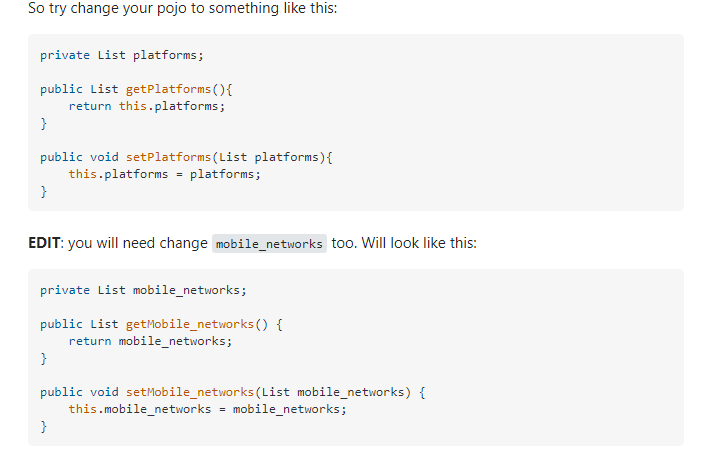 So try change your pojo to something like this:
private List platforms;
public List getPlatforms(){
    return this.platforms;
}
public void setPlatforms(List platforms){
    this.platforms = platforms;
}
EDIT: you will need change mobile_networks too. Will look like this:
private List mobile_networks;
public List getMobile_networks() {
    return mobile_networks;
}
public void setMobile_networks(List mobile_networks) {
    this.mobile_networks = mobile_networks;
}